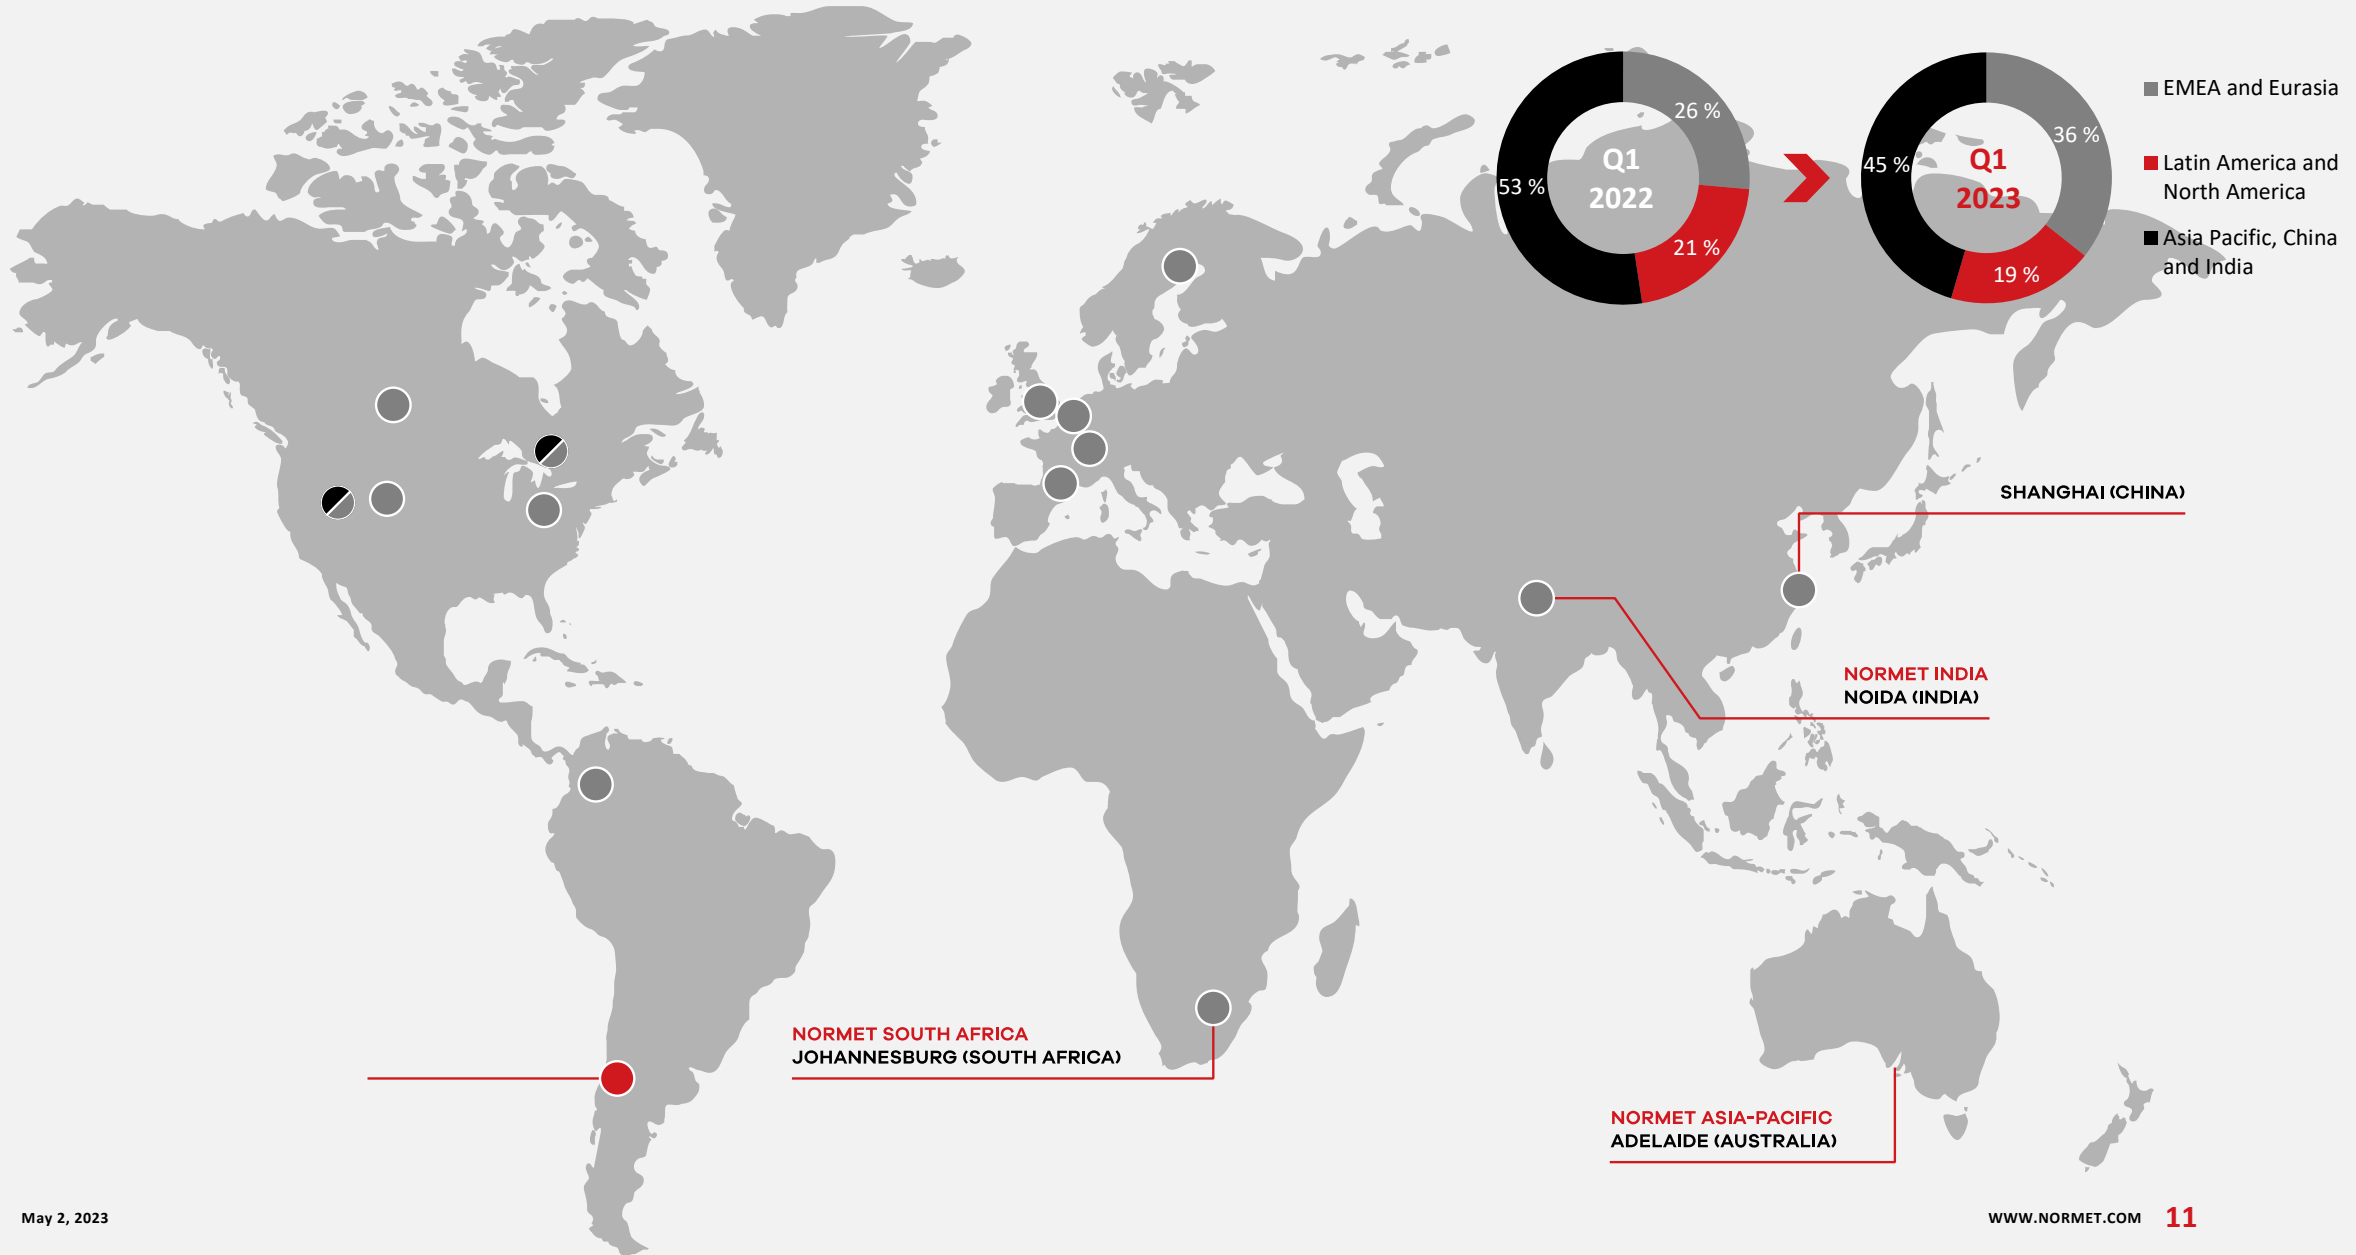 26 %
53 %
21 %
Q1
2022
36 %
45 %
19 %
Q1
2023
EMEA and Eurasia
Latin America and
North America
Asia Pacific, China
and India
SHANGHAI (CHINA)
NORMET INDIA
NOIDA (INDIA)
NORMET SOUTH AFRICA
JOHANNESBURG (SOUTH AFRICA)
NORMET ASIA-PACIFIC
ADELAIDE (AUSTRALIA)
May 2, 2023
WWW.NORMET.COM 11